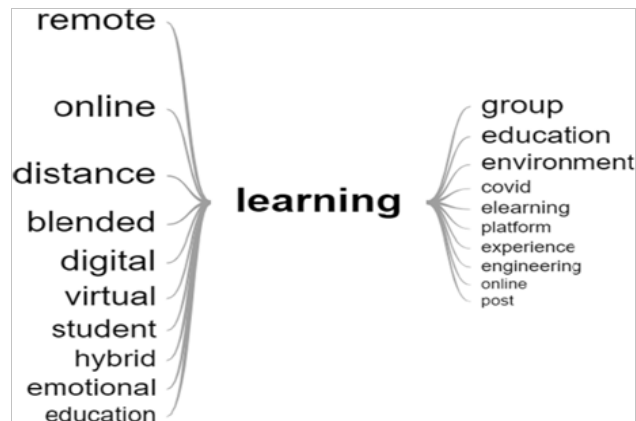 remote
online
distance
blended
digital
virtual
student
hybrid
emotional
education
learning
group
education
environment
covid
elearning
platform
experience
engineering
online
post